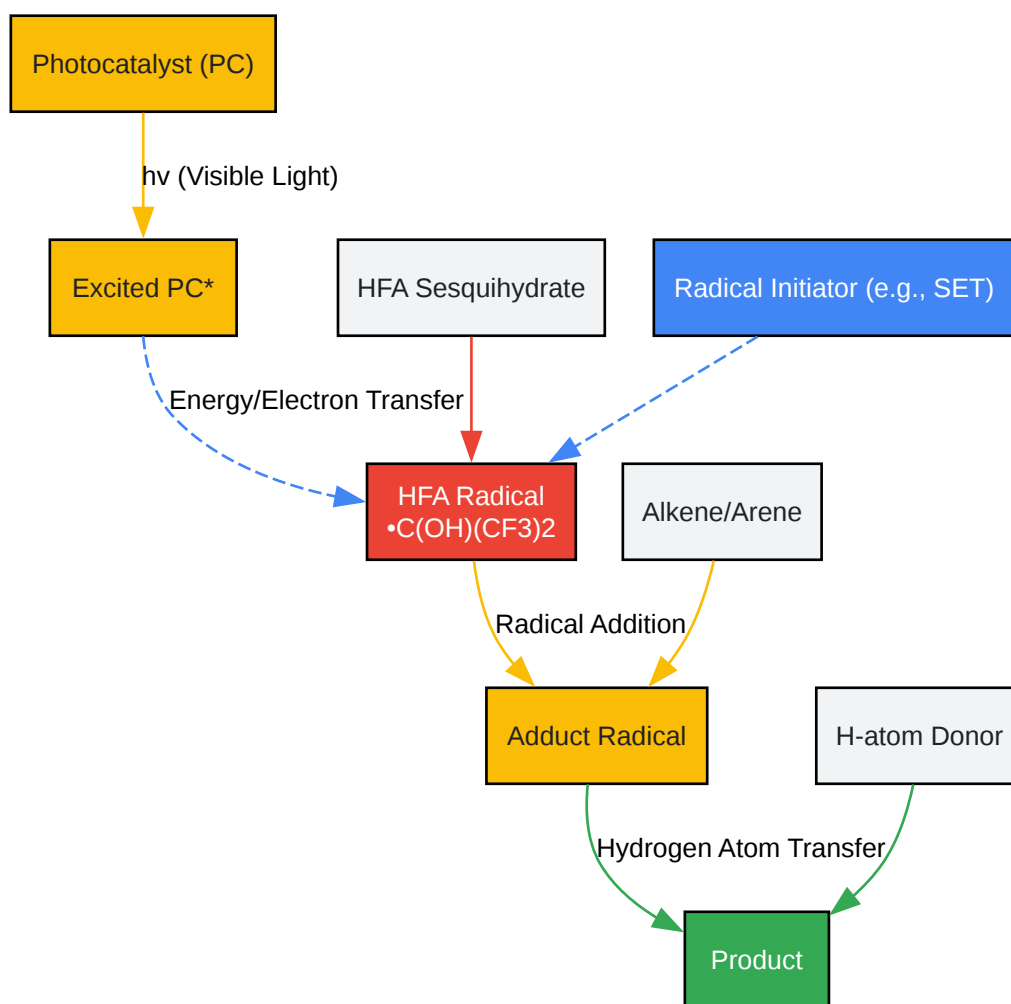 Photocatalyst (PC)
hv (Visible Light)
Excited PC*
HFA Sesquihydrate
Radical Initiator (e.g., SET)
Energy/Electron Transfer
HFA Radical
•C(OH)(CF3)2
Alkene/Arene
Radical Addition
Adduct Radical
H-atom Donor
Hydrogen Atom Transfer
Product